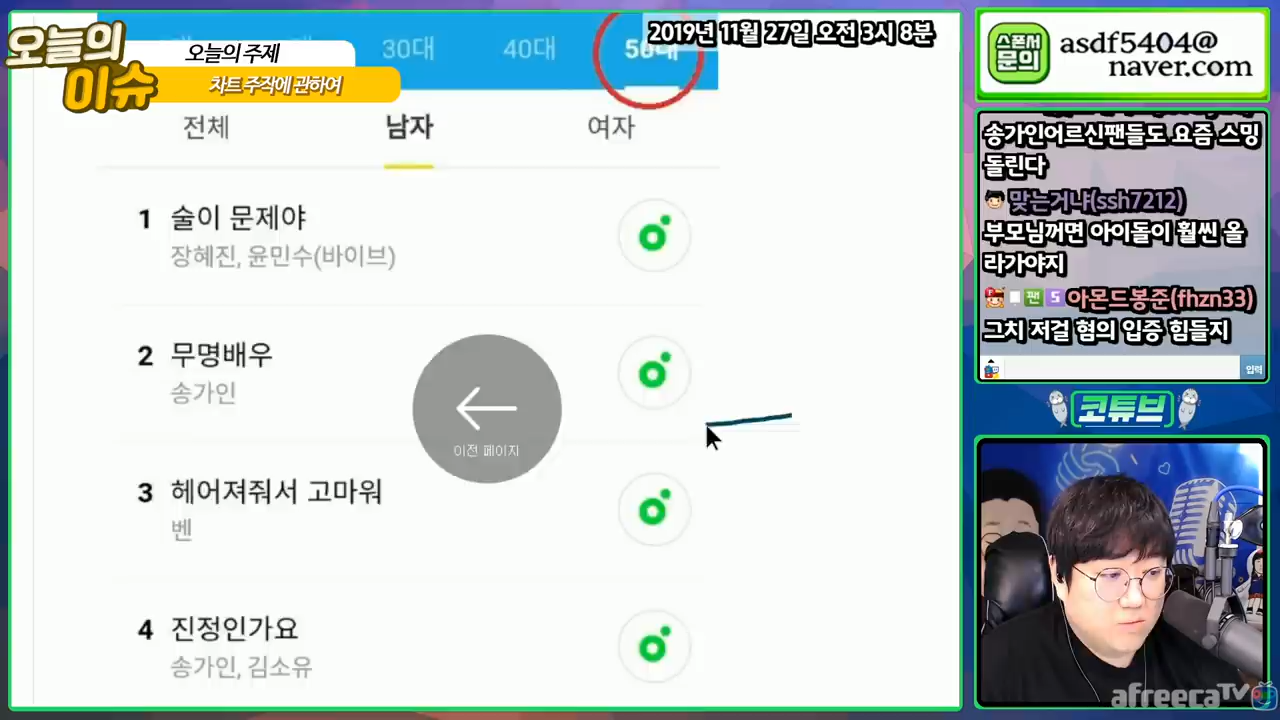 오늘의
이슈
오늘의 주제
차트 주작에 관하여
2019년 11월 27일 오전 3시 8분
30대
40대
50대
전체
남자
여자
1
술이 문제야
장혜진, 윤민수(바이브)
2
무명배우
송가인
이전 페이지
3
헤어져줘서 고마워
벤
4
진정인가요
송가인, 김소유
스폰서
문의
asdf5404@
naver.com
송가인어르신팬들도 요즘 스밍
돌린다
맞는거냐(ssh7212)
부모님꺼면 아이돌이 훨씬 올
라가야지
팬 5 아몬드봉준(fhzn33)
그치 저걸 혐의 입증 힘들지
입력
코튜브
afreecaTV